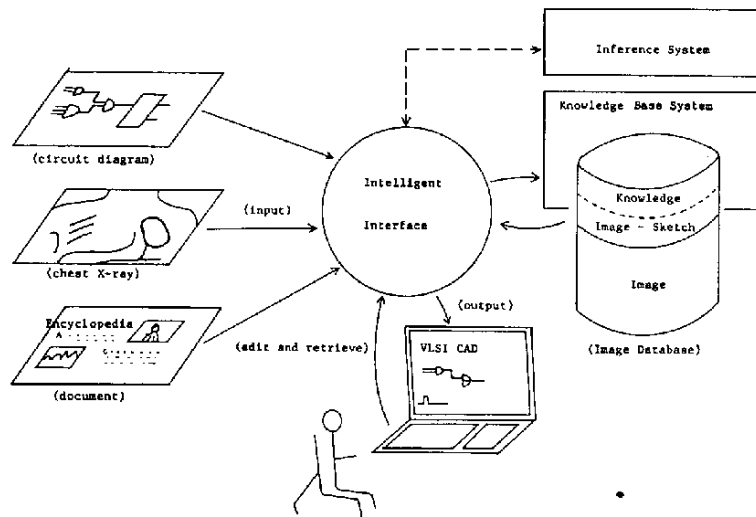 Inference System
Knowledge Base System
(circuit diagram)
Intelligent
Interface
Knowledge
Image - Sketch
Image
(input)
(chest X-ray)
Encyclopedia
(output)
(edit and retrieve)
VLSI CAD
(Image Database)
(document)